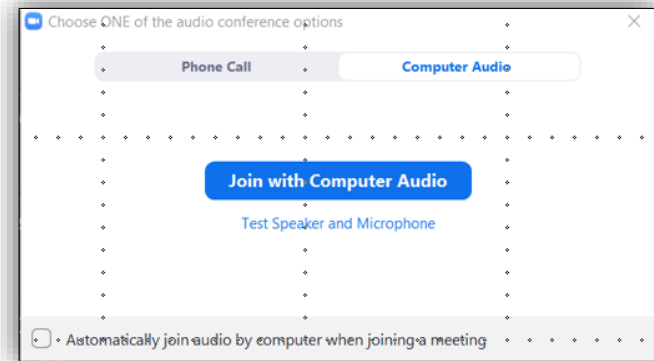 Choose ONE of the audio conference options
Phone Call
Computer Audio
Join with Computer Audio
Test Speaker and Microphone
Automatically join audio by computer when joining a meeting